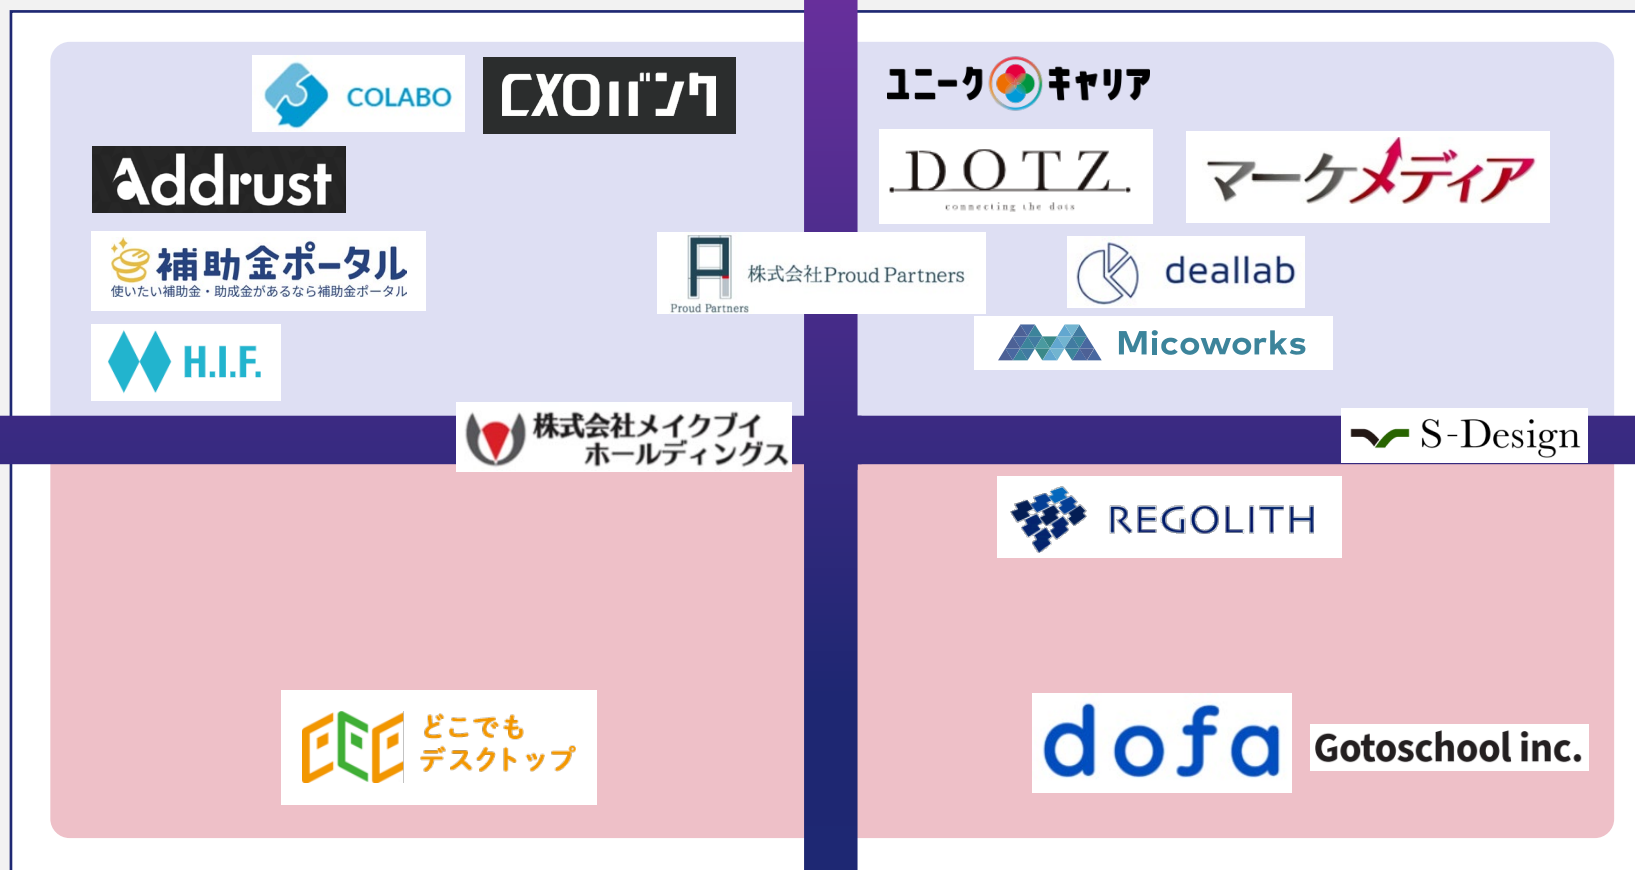 COLABO
CXOバンク
ユニークキャリア
Addrust
DOTZ
connecting the dots
マーケメディア
補助金ポータル
使いたい補助金・助成金があるなら補助金ポータル
株式会社Proud Partners
Proud Partners
deallab
H.I.F.
Micoworks
株式会社メイクブイ
ホールディングス
S-Design
REGOLITH
どこでも
デスクトップ
dofa
Gotoschool inc.